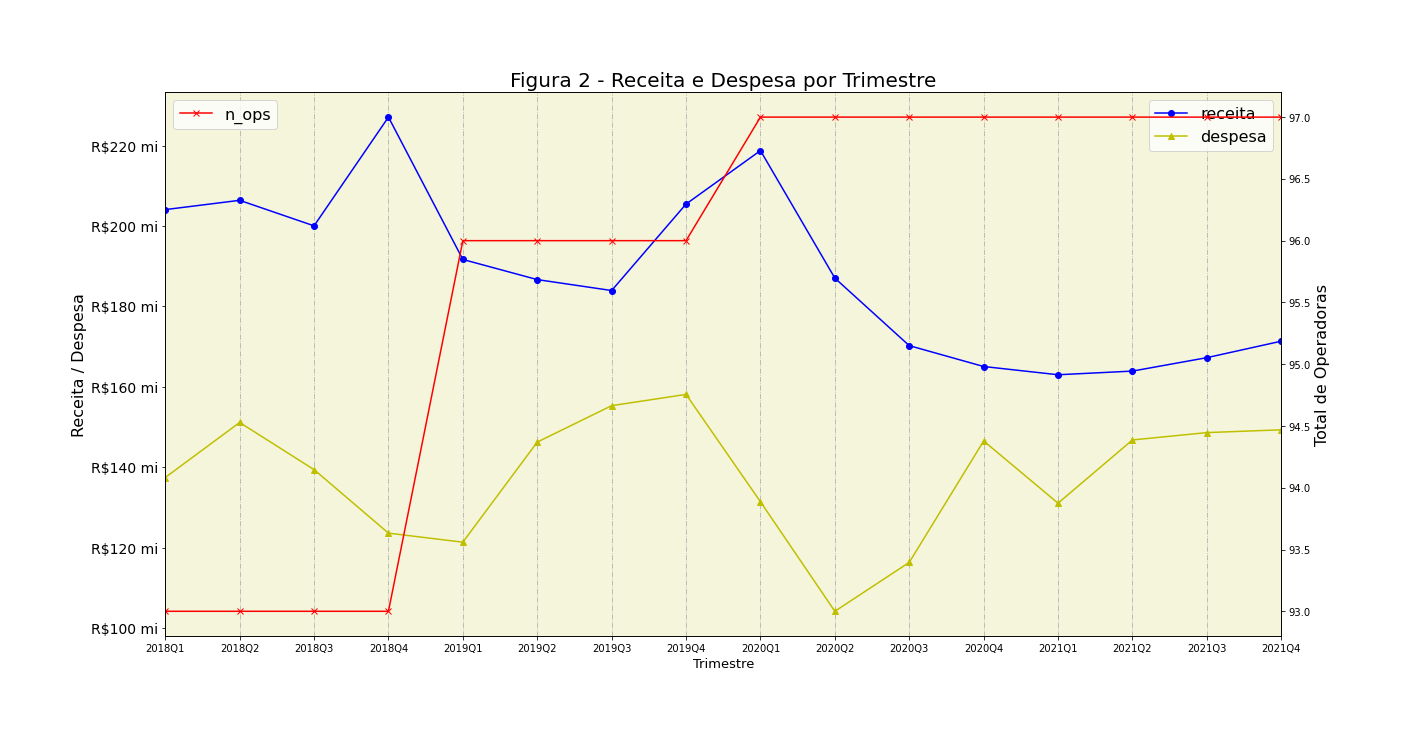 Figura 2 - Receita e Despesa por Trimestre
n_ops
receita
despesa
Receita / Despesa
R$220 mi
R$200 mi
R$180 mi
R$160 mi
R$140 mi
R$120 mi
R$100 mi
97.0
96.5
96.0
95.5
95.0
94.5
94.0
93.5
93.0
Total de Operadoras
2018Q1 2018Q2 2018Q3 2018Q4 2019Q1 2019Q2 2019Q3 2019Q4 2020Q1 2020Q2 2020Q3 2020Q4 2021Q1 2021Q2 2021Q3 2021Q4
Trimestre